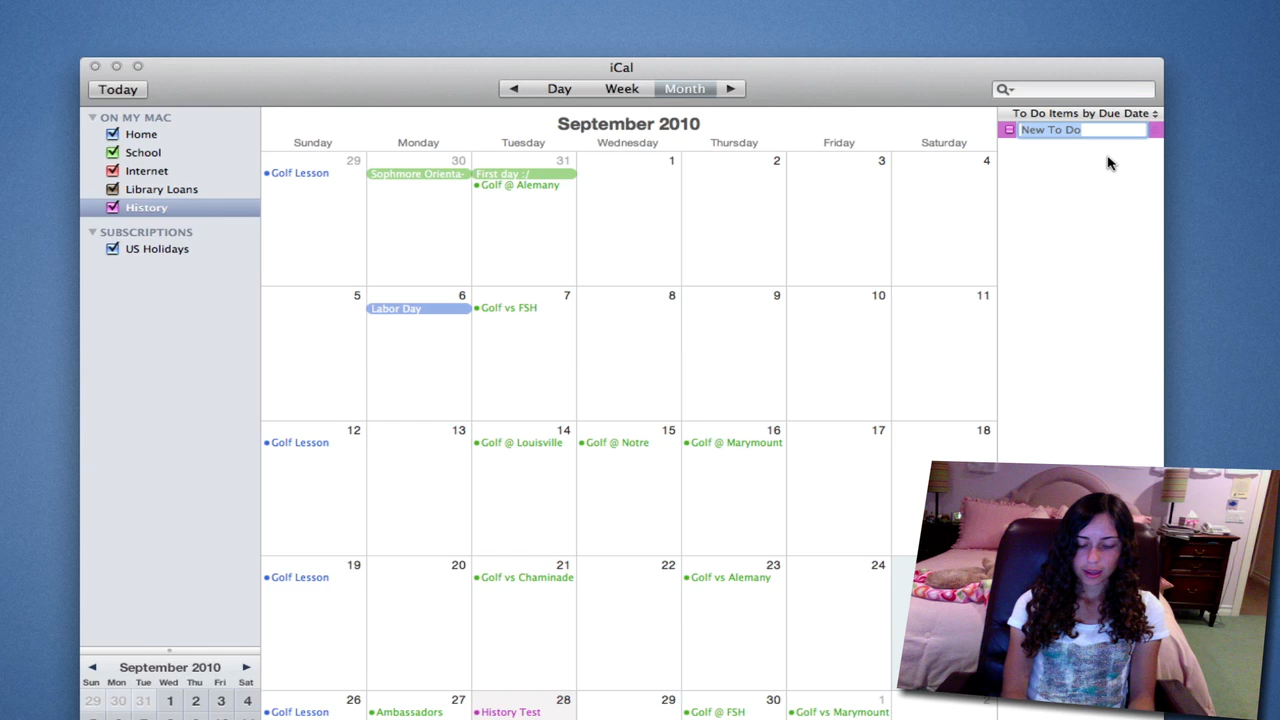 iCal
Today
Day
Week
Month
ON MY MAC
Home
School
Internet
Library Loans
History
SUBSCRIPTIONS
US Holidays
September 2010
Sun Mon Tue Wed Thu Fri Sat
29 30 31 1 2 3 4
September 2010
Sunday Monday Tuesday Wednesday Thursday Friday Saturday
29 30 31 1 2 3 4
Golf Lesson Sophmore Orienta- First day :/
Golf @ Alemany
5 6 7 8 9 10 11
Labor Day Golf vs FSH
12 13 14 15 16 17 18
Golf Lesson Golf @ Louisville Golf @ Notre Golf @ Marymount
19 20 21 22 23 24
Golf Lesson Golf vs Chaminade Golf vs Alemany
26 27 28 29 30 1 2
Golf Lesson Ambassadors History Test Golf @ FSH Golf vs Marymount
To Do Items by Due Date
New To Do